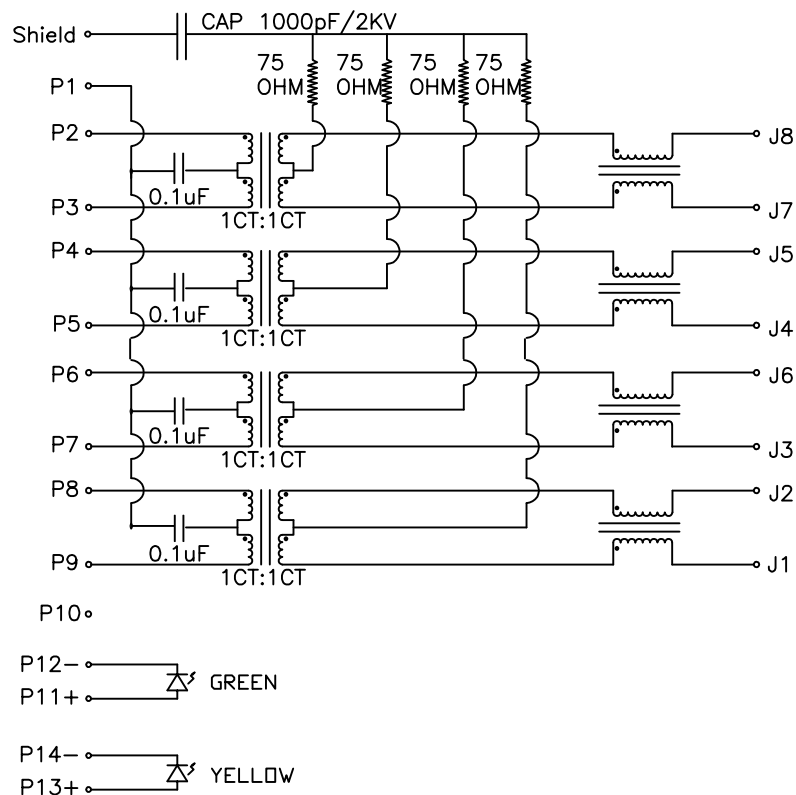 Shield CAP 1000pF/2KV
75 75 75 75
OHM OHM OHM OHM
P1
P2 J8
0.1uF
P3 J7
1CT:1CT
P4 J5
0.1uF
P5 J4
1CT:1CT
P6 J6
0.1uF
P7 J3
1CT:1CT
P8 J2
0.1uF
P9 J1
1CT:1CT
P10
P12-
P11+ GREEN
P14-
P13+ YELLOW